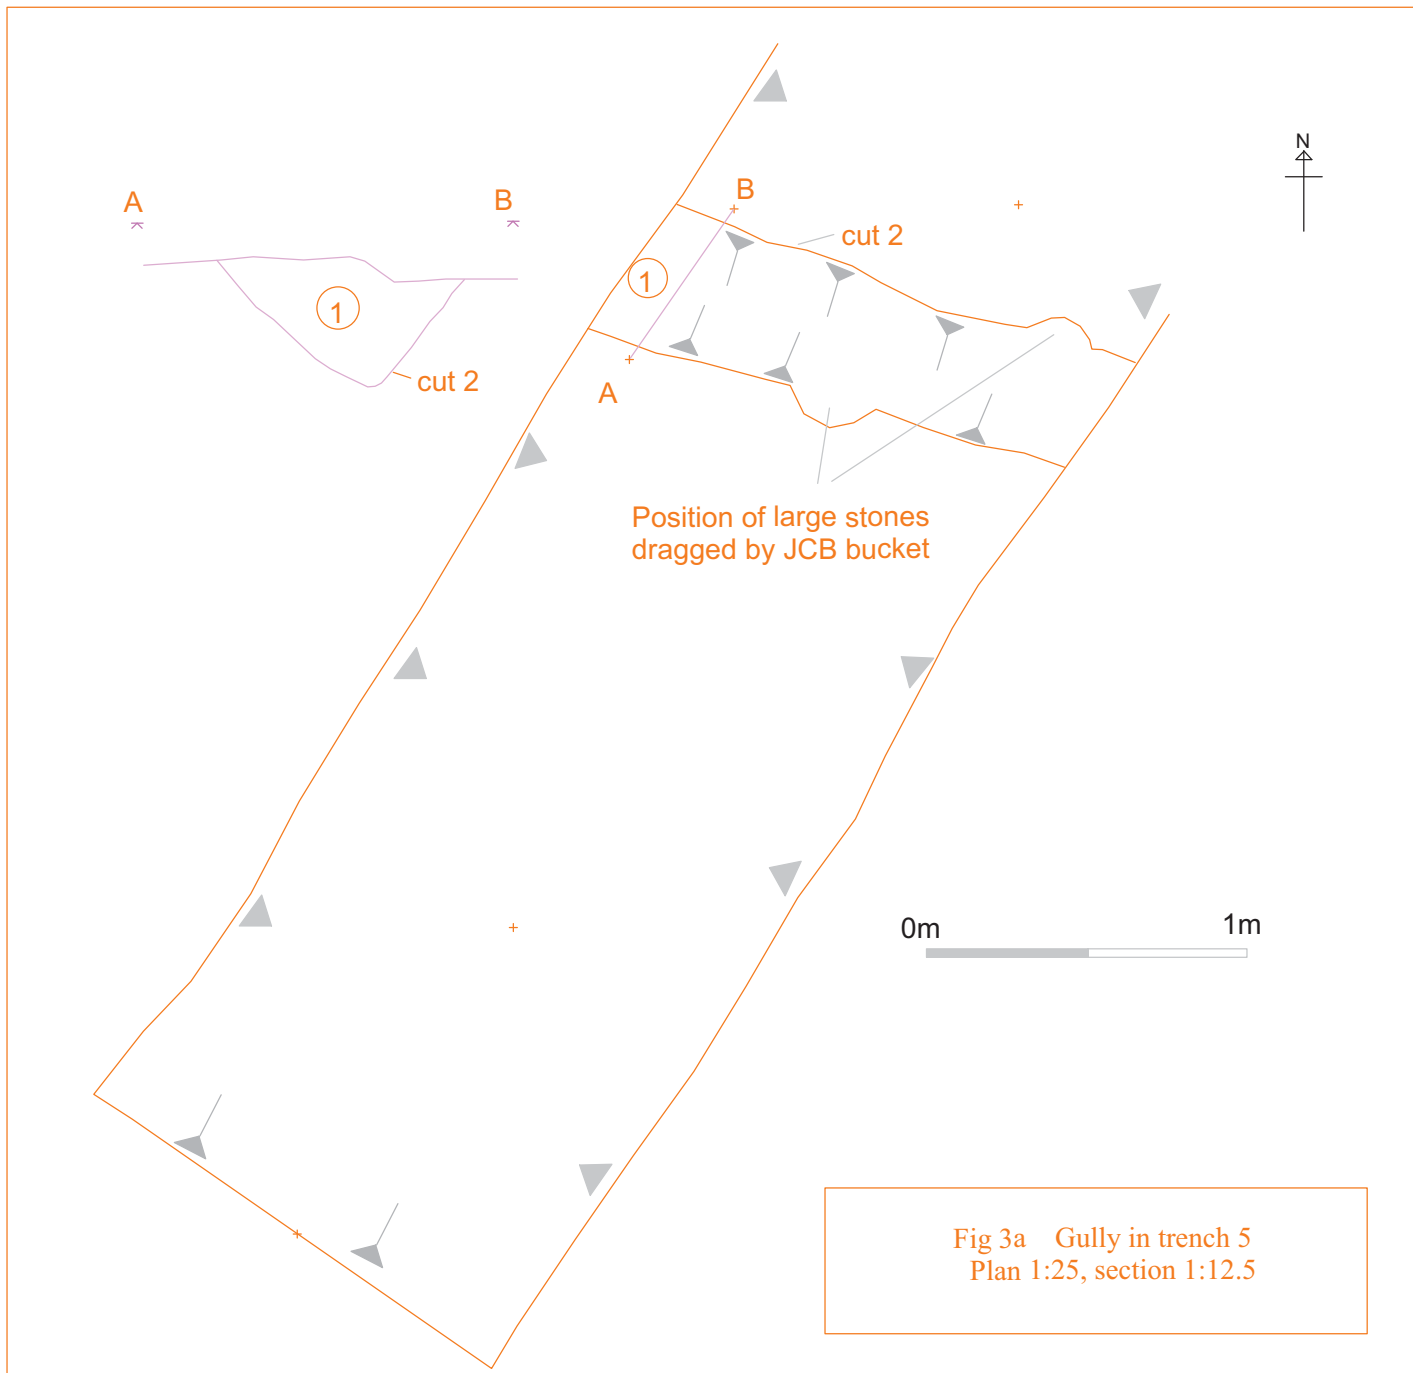 N
A
B
B
cut 2
1
1
cut 2
A
Position of large stones
dragged by JCB bucket
0m
1m
Fig 3a Gully in trench 5
Plan 1:25, section 1:12.5